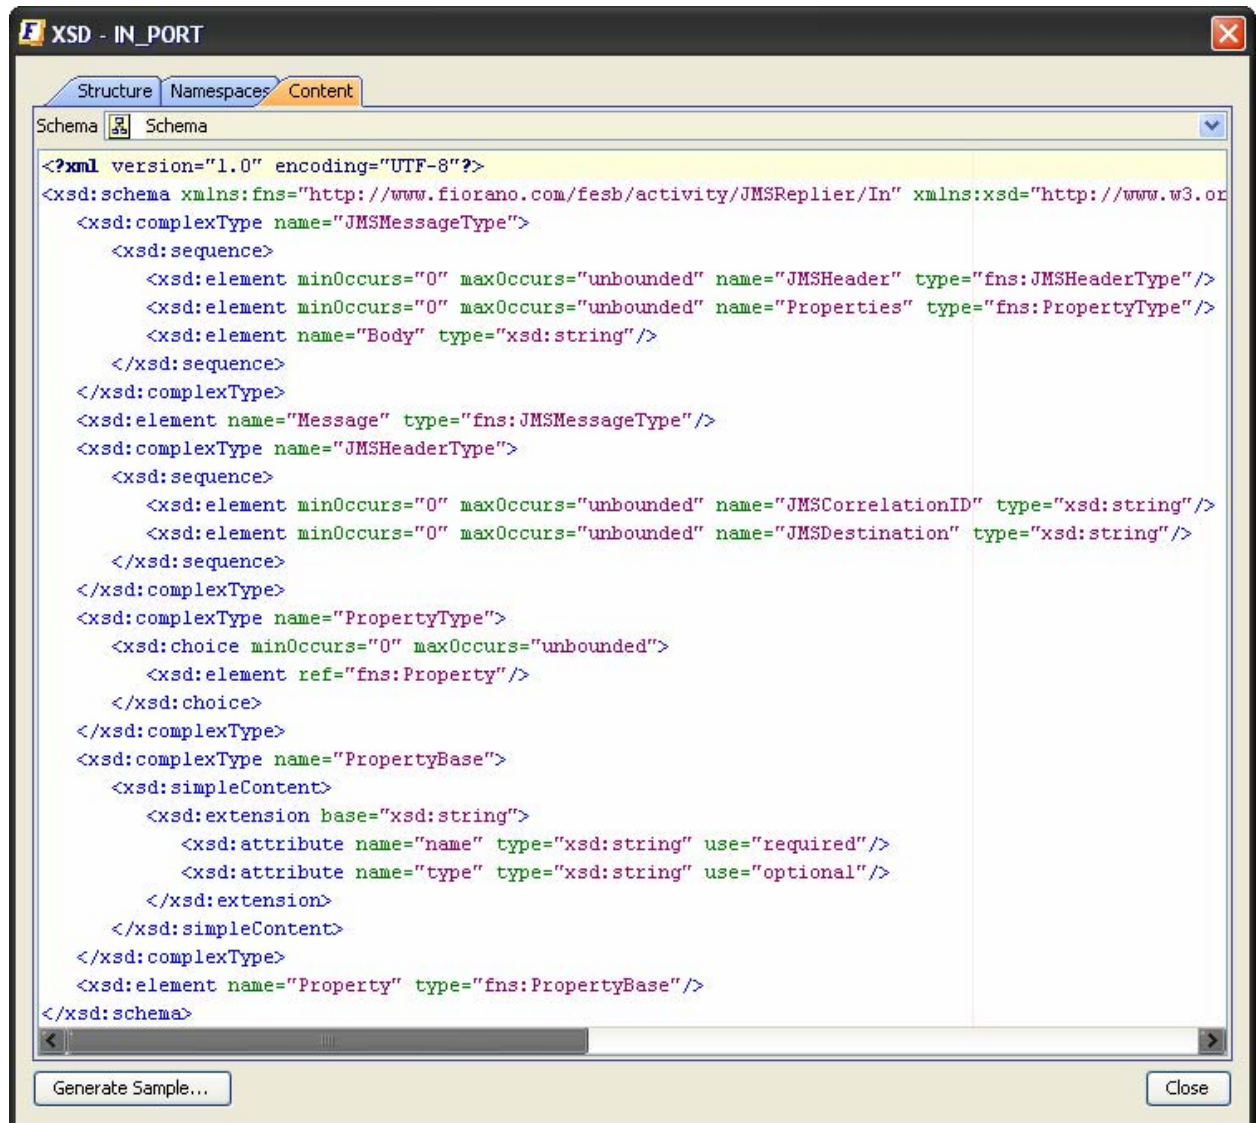 XSD - IN_PORT
Structure Namespaces Content
Schema Schema
<?xml version="1.0" encoding="UTF-8"?>
<xsd:schema xmlns:fns="http://www.fiorano.com/fesb/activity/JMSReplier/In" xmlns:xsd="http://www.w3.or
<xsd:complexType name="JMSMessageType">
<xsd:sequence>
<xsd:element minOccurs="0" maxOccurs="unbounded" name="JMSHeader" type="fns:JMSHeaderType"/>
<xsd:element minOccurs="0" maxOccurs="unbounded" name="Properties" type="fns:PropertyType"/>
<xsd:element name="Body" type="xsd:string"/>
</xsd:sequence>
</xsd:complexType>
<xsd:element name="Message" type="fns:JMSMessageType"/>
<xsd:complexType name="JMSHeaderType">
<xsd:sequence>
<xsd:element minOccurs="0" maxOccurs="unbounded" name="JMSCorrelationID" type="xsd:string"/>
<xsd:element minOccurs="0" maxOccurs="unbounded" name="JMSDestination" type="xsd:string"/>
</xsd:sequence>
</xsd:complexType>
<xsd:complexType name="PropertyType">
<xsd:choice minOccurs="0" maxOccurs="unbounded">
<xsd:element ref="fns:Property"/>
</xsd:choice>
</xsd:complexType>
<xsd:complexType name="PropertyBase">
<xsd:simpleContent>
<xsd:extension base="xsd:string">
<xsd:attribute name="name" type="xsd:string" use="required"/>
<xsd:attribute name="type" type="xsd:string" use="optional"/>
</xsd:extension>
</xsd:simpleContent>
</xsd:complexType>
<xsd:element name="Property" type="fns:PropertyBase"/>
</xsd:schema>
Generate Sample... Close